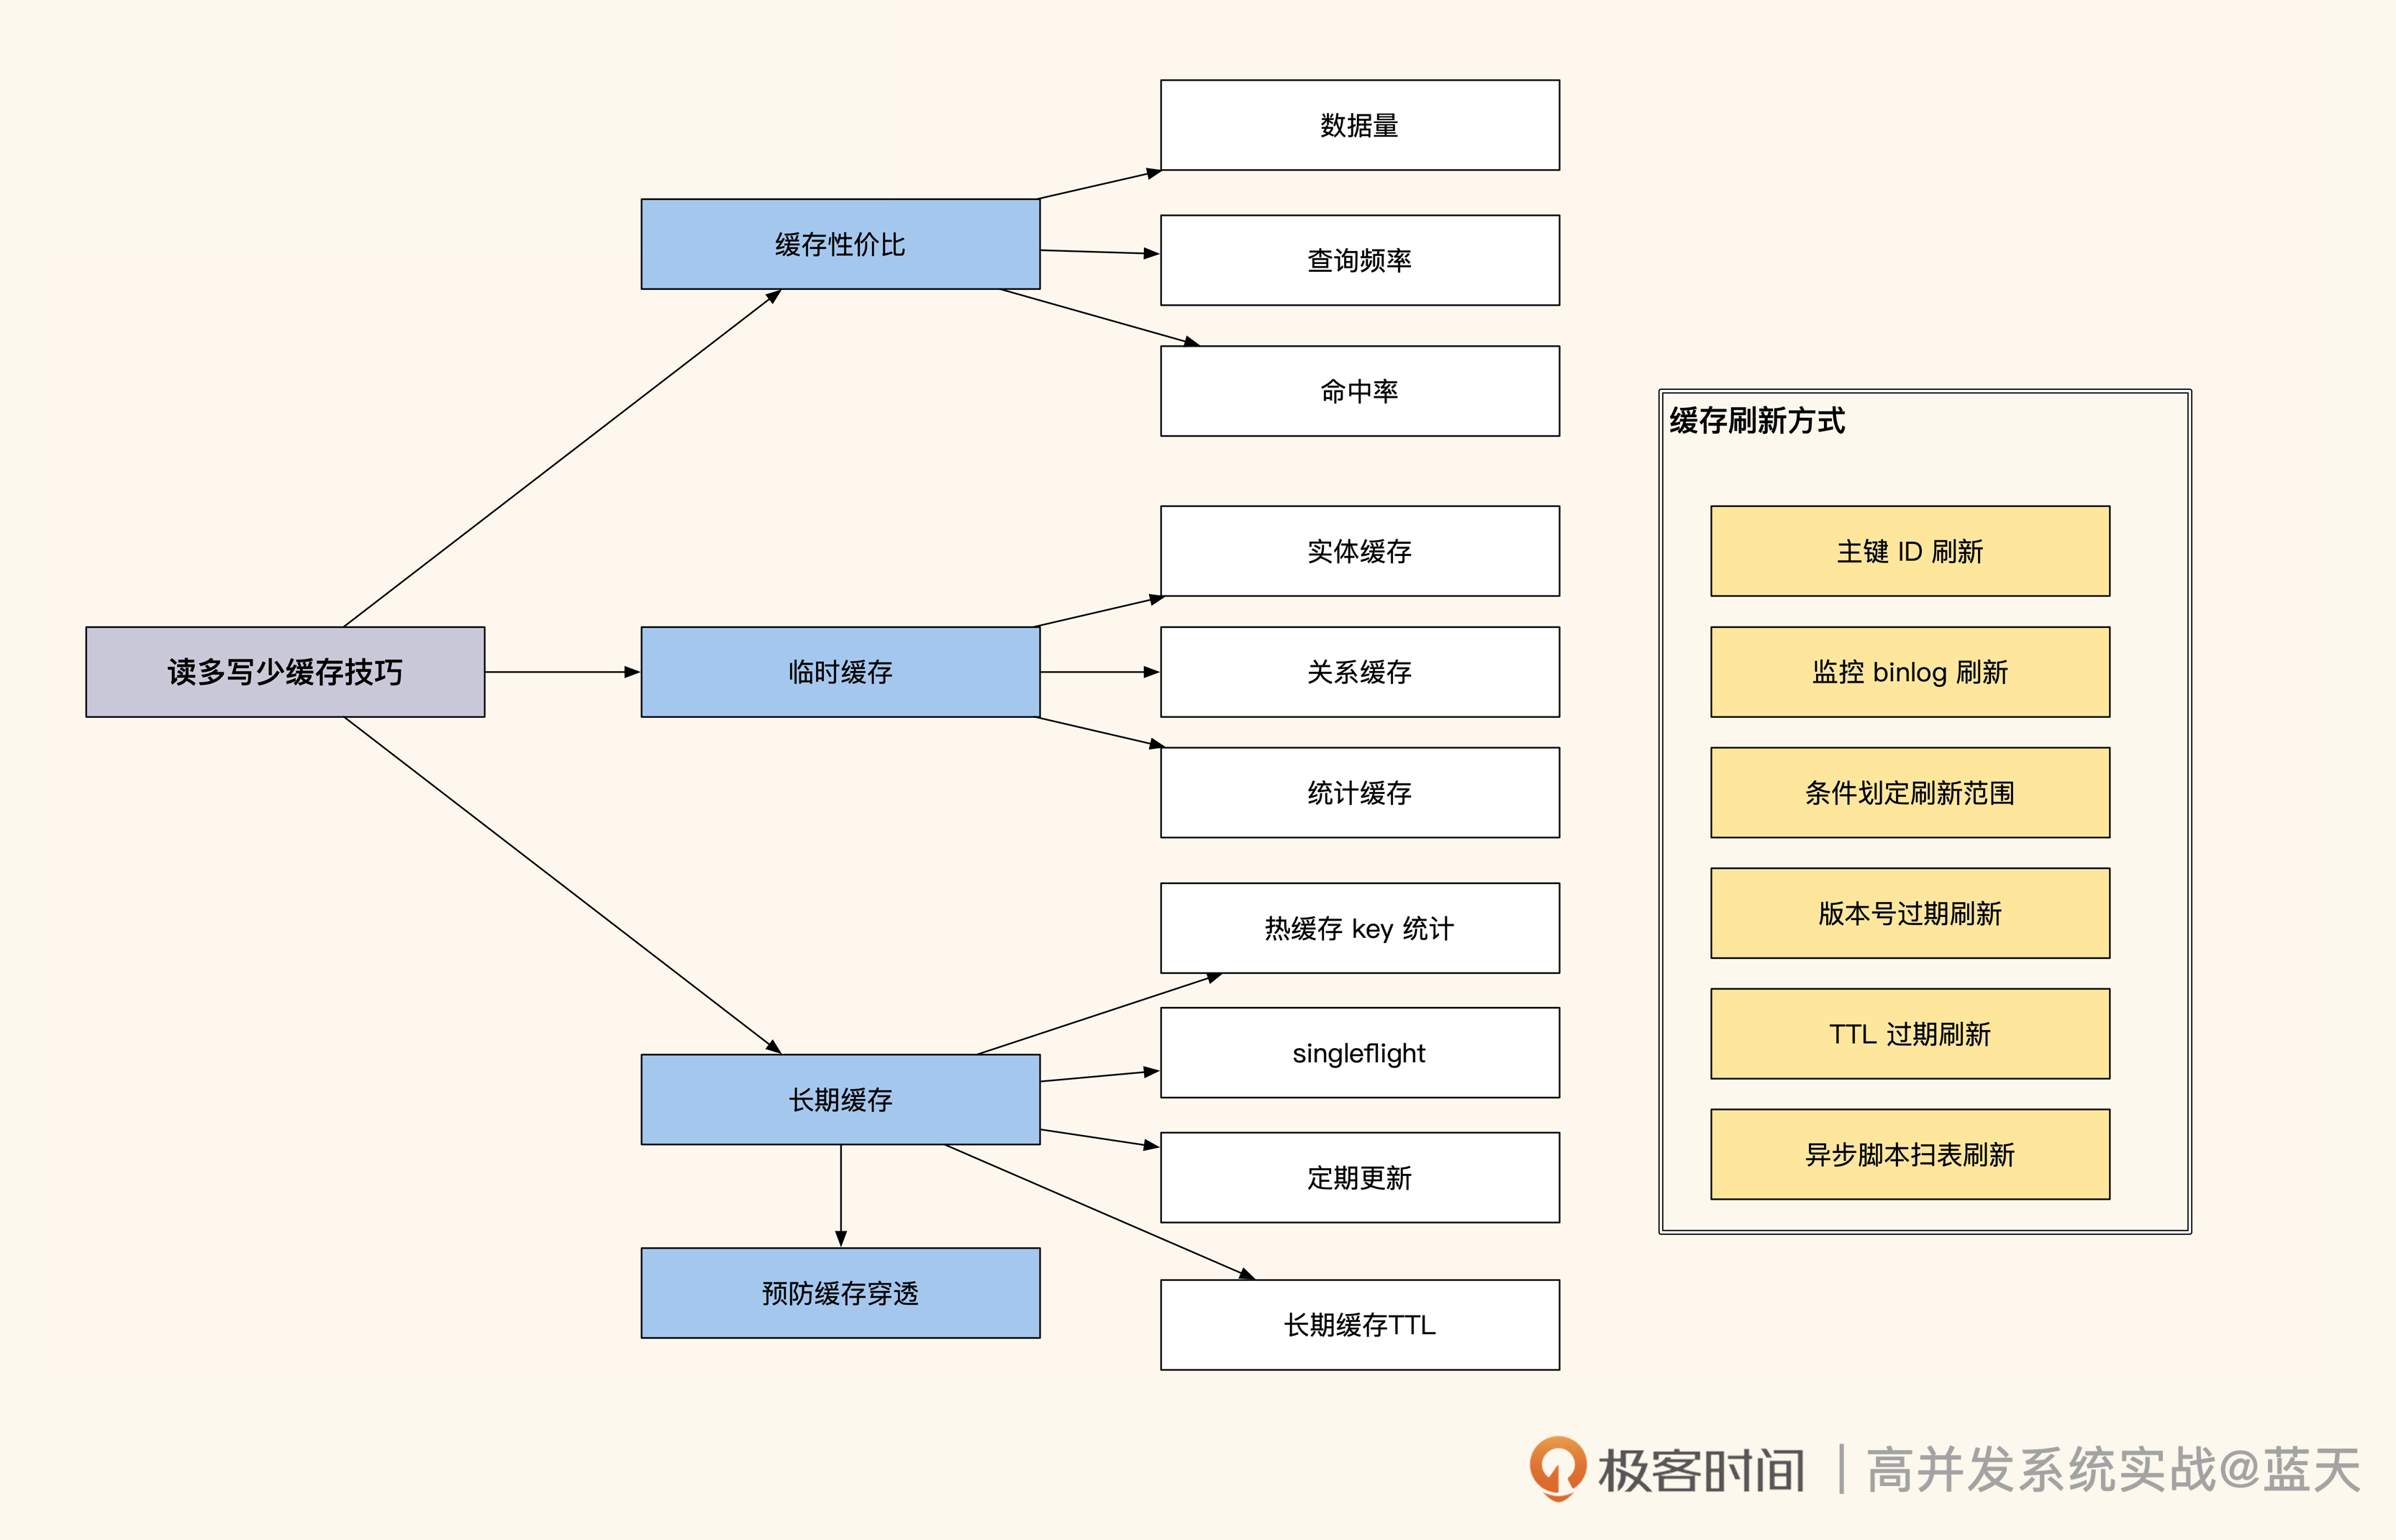 读多写少缓存技巧
缓存性价比
数据量
查询频率
命中率
临时缓存
实体缓存
关系缓存
统计缓存
长期缓存
热缓存 key 统计
singleflight
定期更新
长期缓存TTL
预防缓存穿透
缓存刷新方式
主键 ID 刷新
监控 binlog 刷新
条件划定刷新范围
版本号过期刷新
TTL 过期刷新
异步脚本扫表刷新
极客时间 | 高并发系统实战@蓝天